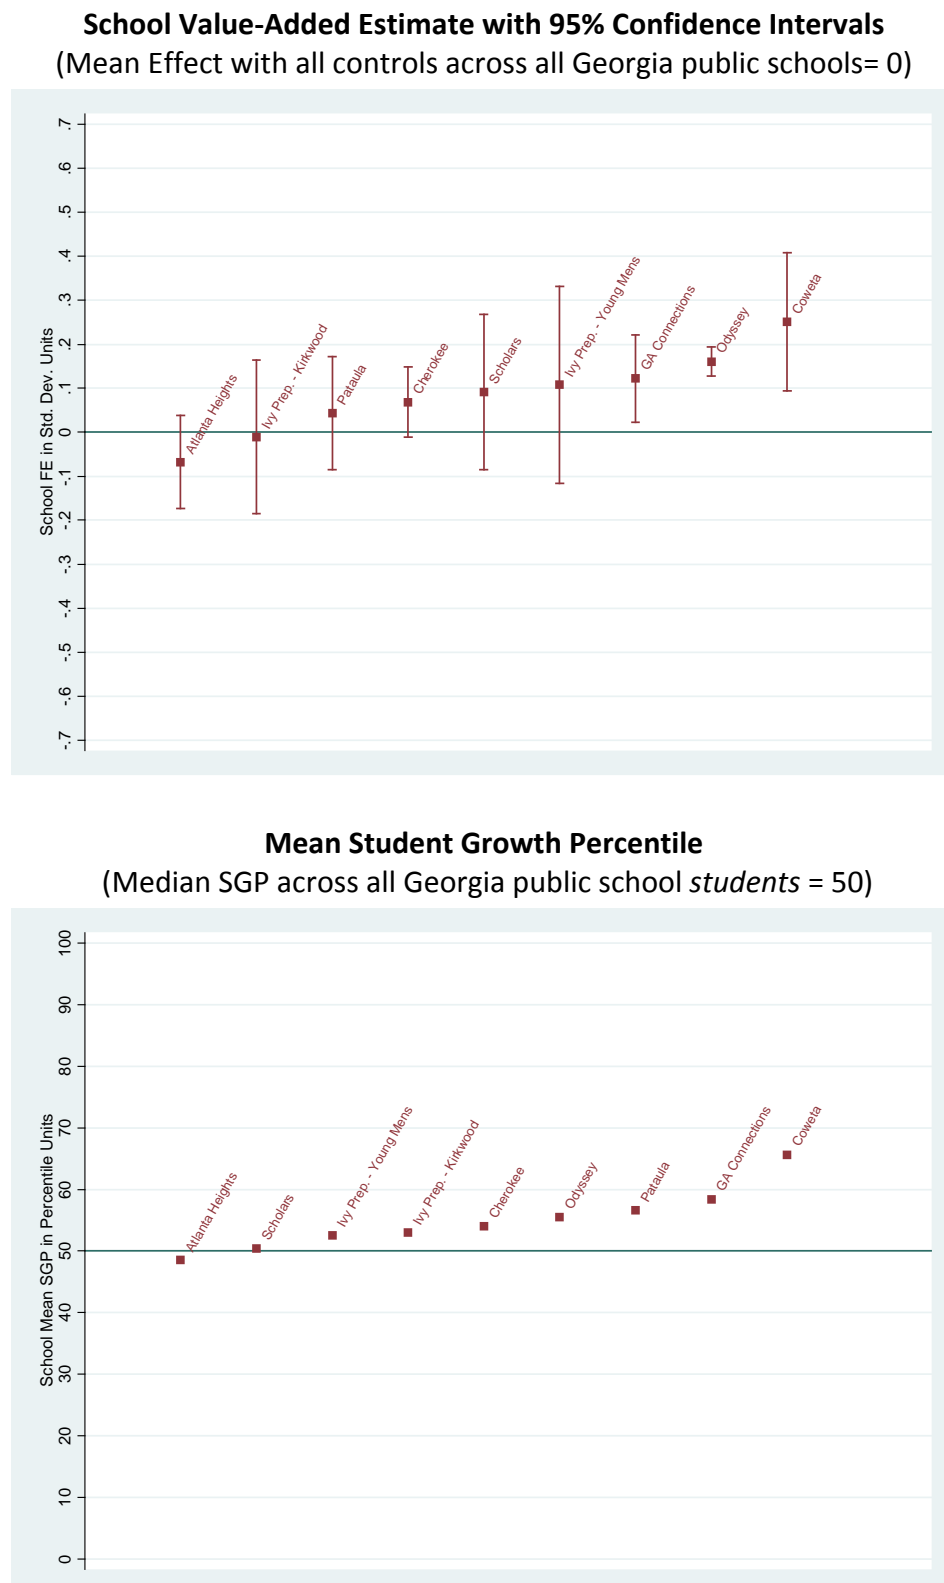 School Value-Added Estimate with 95% Confidence Intervals
(Mean Effect with all controls across all Georgia public schools= 0)
School FE in Std. Dev. Units
.7
.6
.5
.4
.3
.2
.1
0
-.1
-.2
-.3
-.4
-.5
-.6
-.7
Atlanta Heights
Ivy Prep. - Kirkwood
Pataula
Cherokee
Scholars
Ivy Prep. - Young Mens
GA Connections
Odyssey
Coweta
Mean Student Growth Percentile
(Median SGP across all Georgia public school students = 50)
School Mean SGP in Percentile Units
100
90
80
70
60
50
40
30
20
10
0
Atlanta Heights
Scholars
Ivy Prep. - Young Mens
Ivy Prep. - Kirkwood
Cherokee
Odyssey
Pataula
GA Connections
Coweta